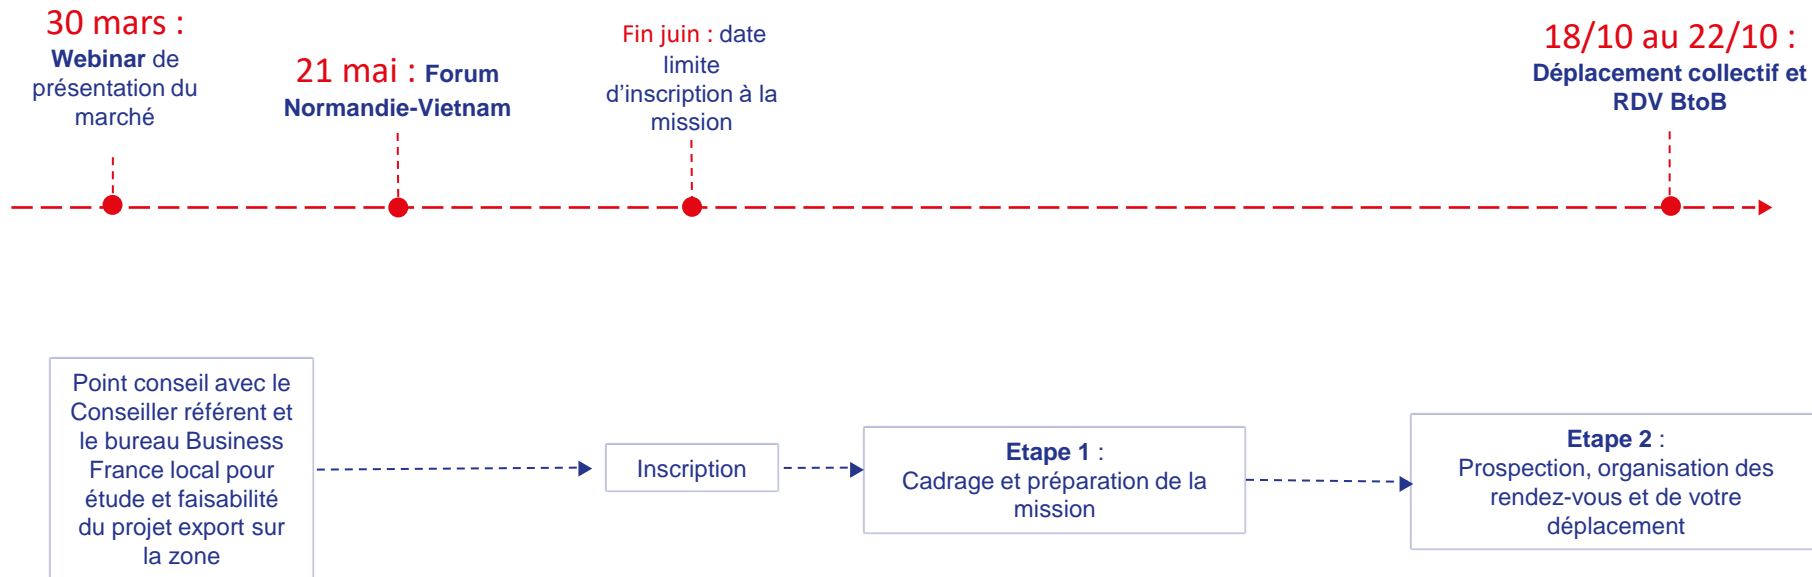 30 mars :
Webinar de
présentation du
marché
21 mai : Forum
Normandie-Vietnam
Fin juin : date
limite
d’inscription à la
mission
18/10 au 22/10 :
Déplacement collectif et
RDV BtoB
Point conseil avec le
Conseiller référent et
le bureau Business
France local pour
étude et faisabilité
du projet export sur
la zone
Inscription
Etape 1 :
Cadrage et préparation de la
mission
Etape 2 :
Prospection, organisation des
rendez-vous et de votre
déplacement